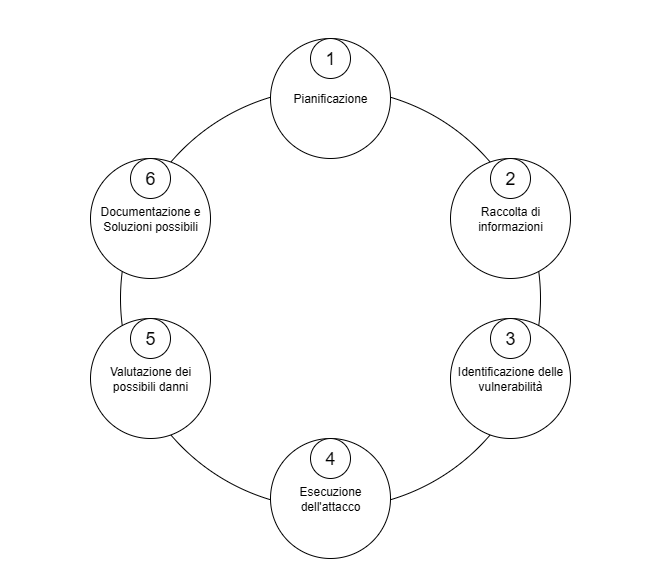 1
Pianificazione
2
Raccolta di
informazioni
3
Identificazione delle
vulnerabilità
4
Esecuzione
dell'attacco
5
Valutazione dei
possibili danni
6
Documentazione e
Soluzioni possibili